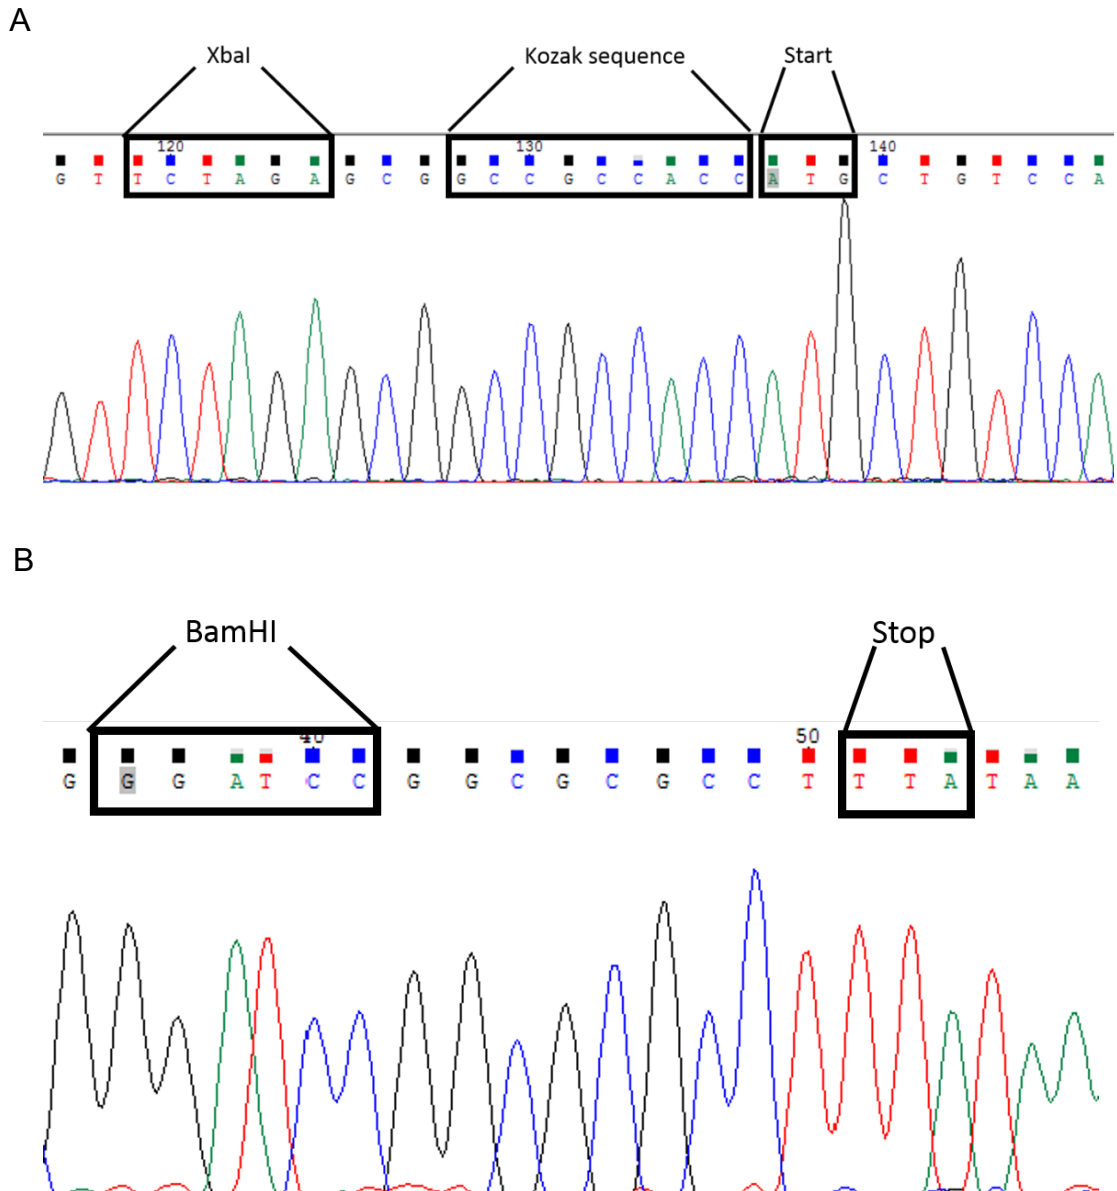 A
XbaI Kozak sequence Start
120 130 140
G T T C T A G A G C G G C C G C C A C C A T G C T G T C C A
B
BamHI Stop
40 50
G G G A T C C G G C G C G C C T T T A T A A